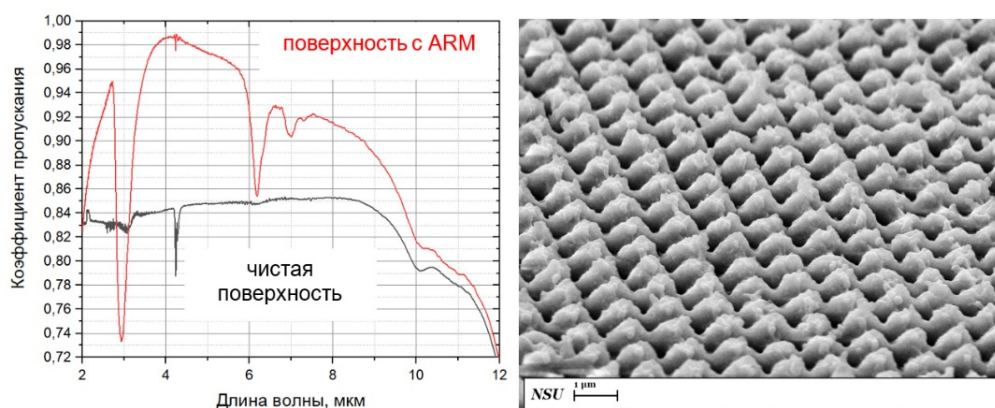 1,00
0,98
0,96
0,94
0,92
0,90
0,88
0,86
0,84
0,82
0,80
0,78
0,76
0,74
0,72
Коэффициент пропускания
поверхность с ARM
чистая
поверхность
2 4 6 8 10 12
Длина волны, мкм
NSU 1 μm